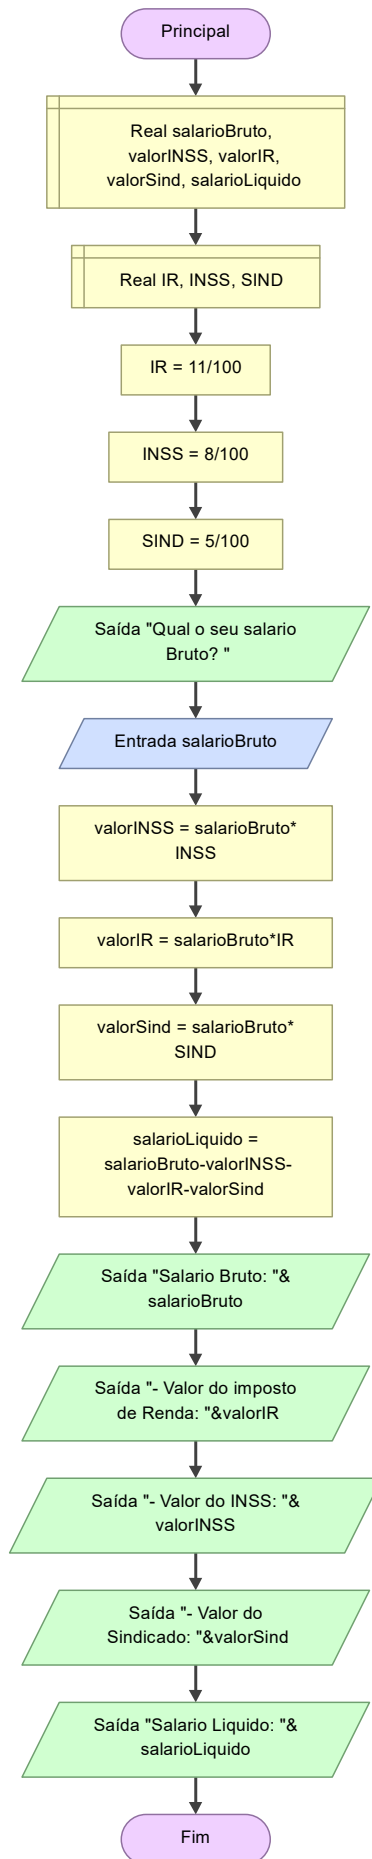 Principal
Real salarioBruto,
valorINSS, valorIR,
valorSind, salarioLiquido
Real IR, INSS, SIND
IR = 11/100
INSS = 8/100
SIND = 5/100
Saída "Qual o seu salario
Bruto? "
Entrada salarioBruto
valorINSS = salarioBruto*
INSS
valorIR = salarioBruto*IR
valorSind = salarioBruto*
SIND
salarioLiquido =
salarioBruto-valorINSS-
valorIR-valorSind
Saída "Salario Bruto: "&
salarioBruto
Saída "- Valor do imposto
de Renda: "&valorIR
Saída "- Valor do INSS: "&
valorINSS
Saída "- Valor do
Sindicado: "&valorSind
Saída "Salario Liquido: "&
salarioLiquido
Fim